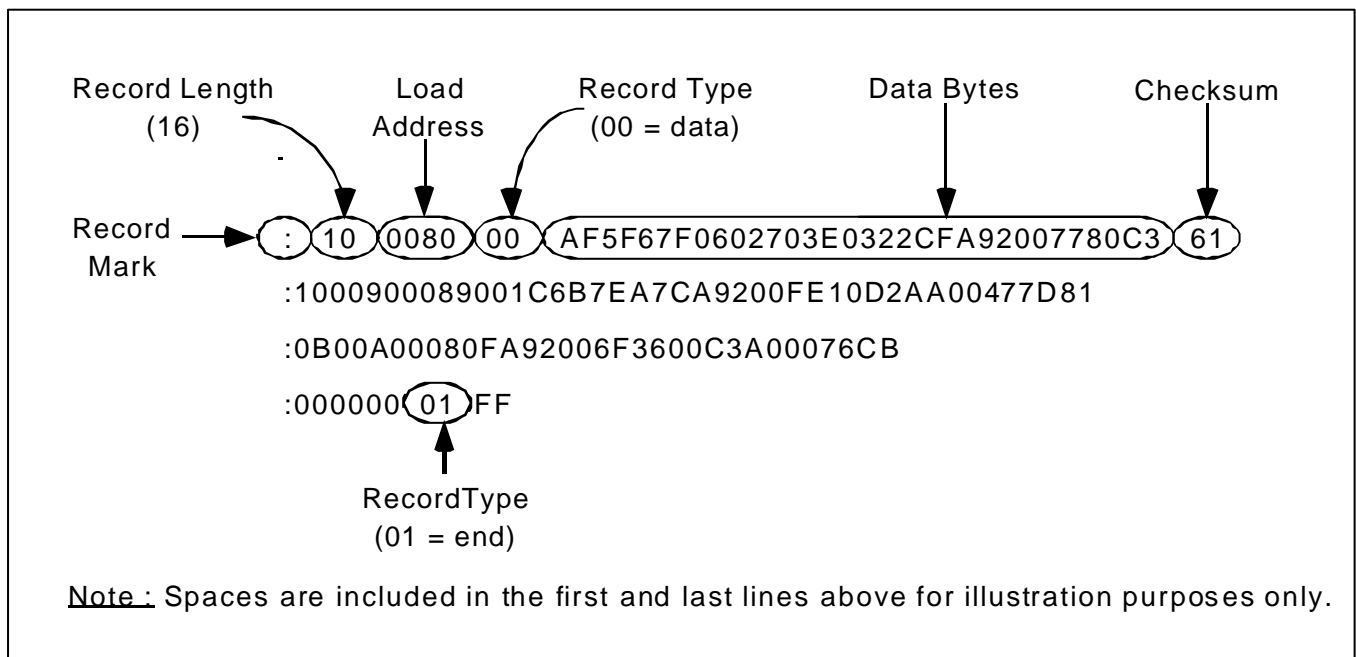 Record Length
(16)
Load
Address
Record Type
(00 = data)
Data Bytes
Checksum
Record
Mark
: 10 0080 00 AF5F67F0602703E0322CFA92007780C3 61
:1000900089001C6B7EA7CA9200FE10D2AA00477D81
:0B00A00080FA92006F3600C3A00076CB
:000000 01 FF
RecordType
(01 = end)
Note : Spaces are included in the first and last lines above for illustration purposes only.